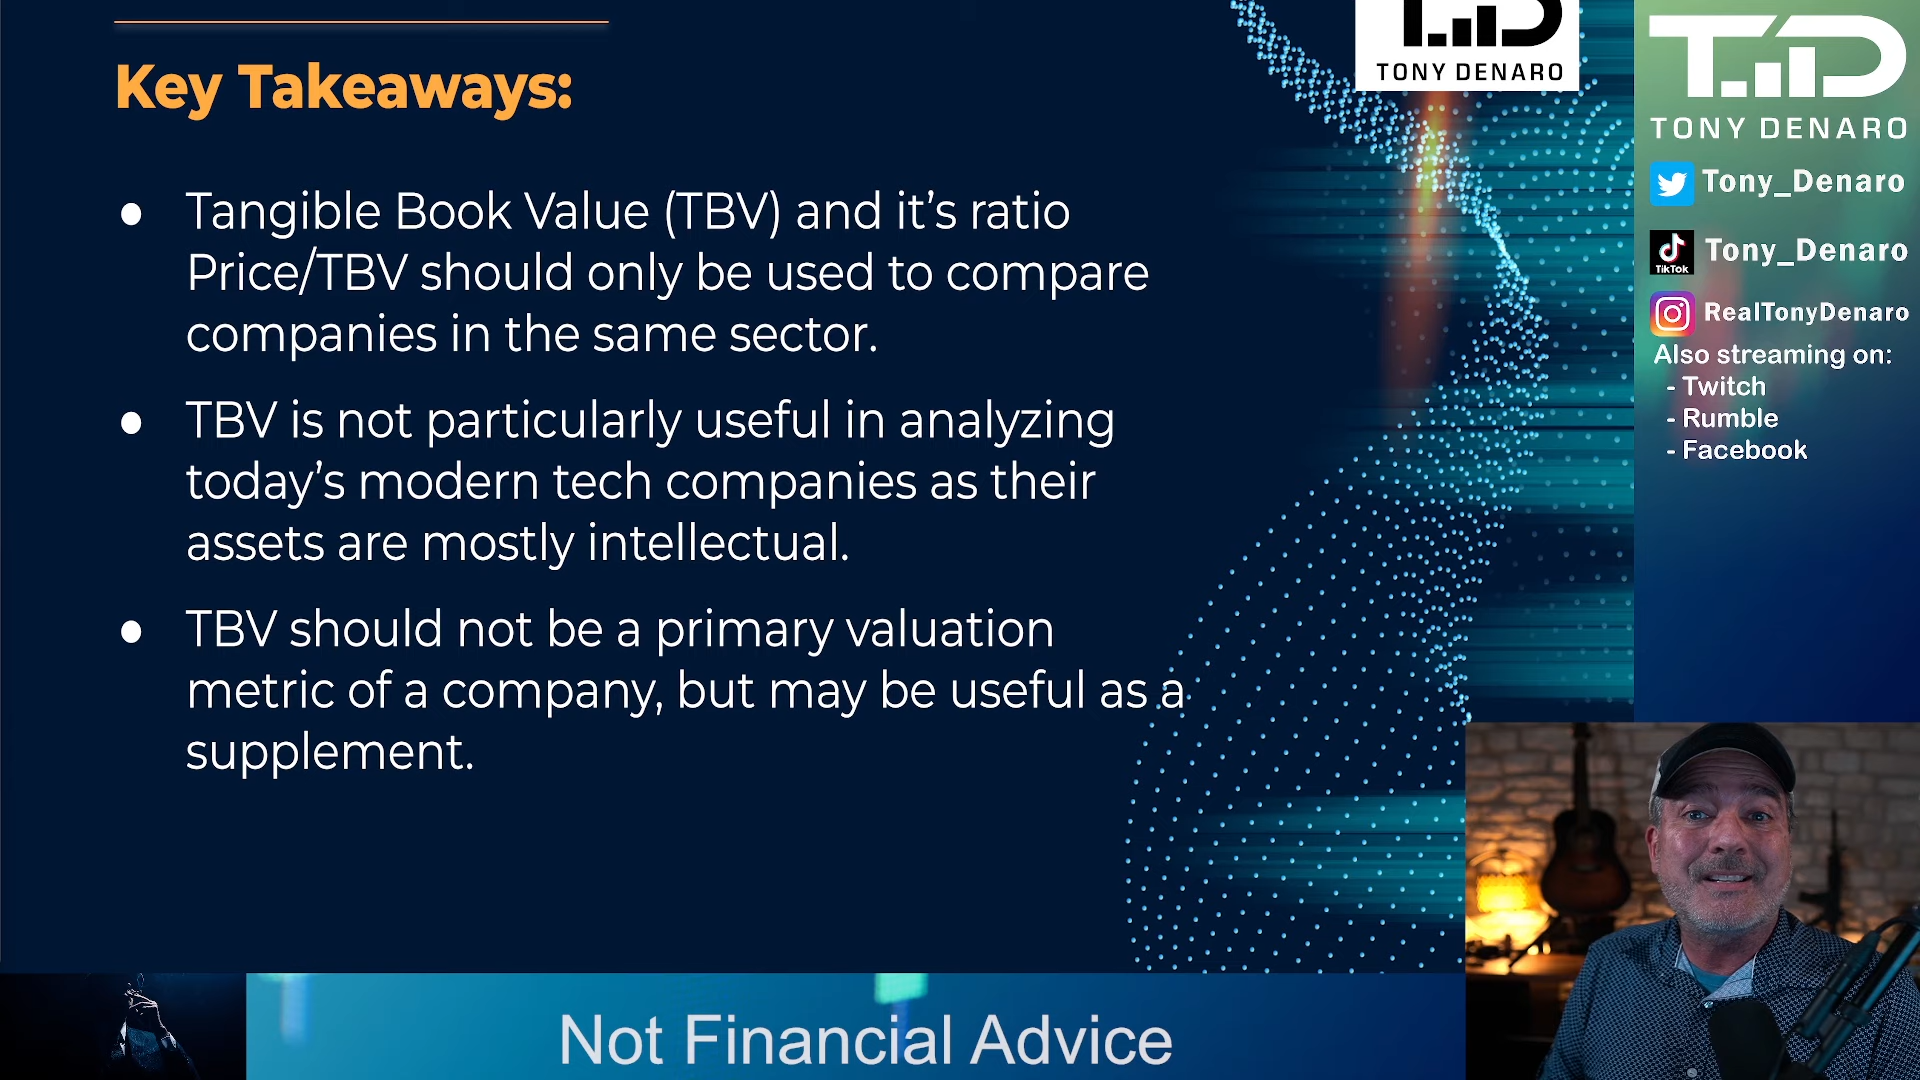 Key Takeaways:
● Tangible Book Value (TBV) and it’s ratio
Price/TBV should only be used to compare
companies in the same sector.
● TBV is not particularly useful in analyzing
today’s modern tech companies as their
assets are mostly intellectual.
● TBV should not be a primary valuation
metric of a company, but may be useful as a
supplement.
TD
TONY DENARO
TD
TONY DENARO
Tony_Denaro
TikTok
Tony_Denaro
RealTonyDenaro
Also streaming on:
- Twitch
- Rumble
- Facebook
Not Financial Advice